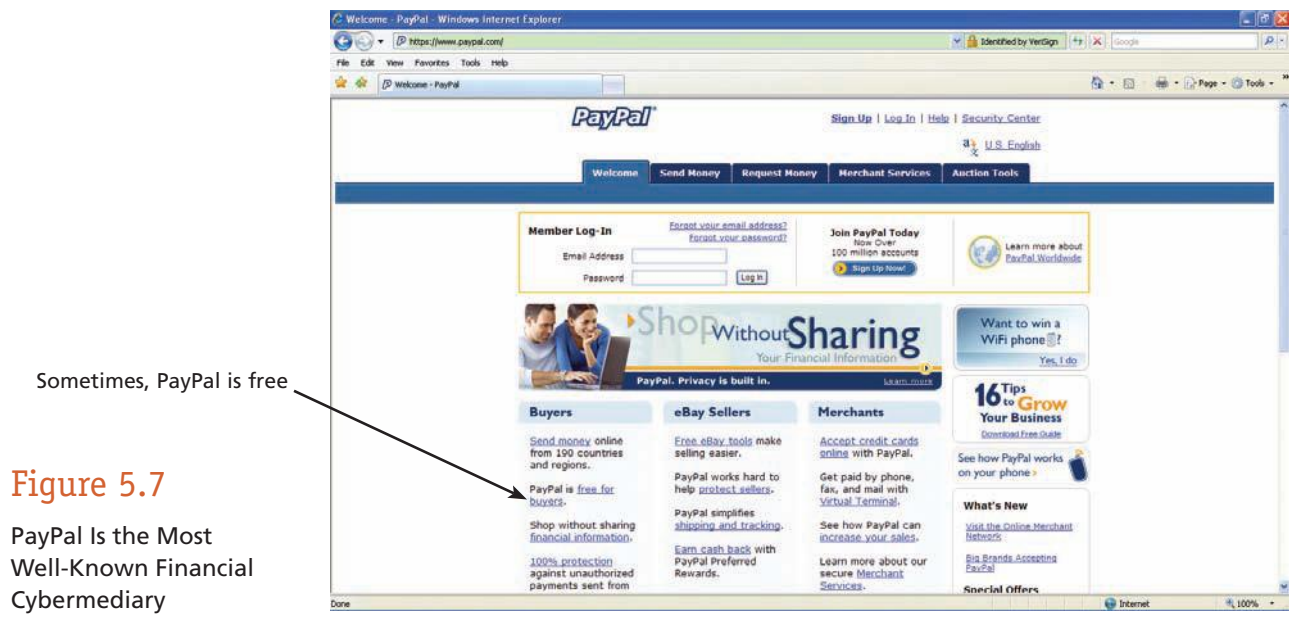 Welcome - PayPal - Windows Internet Explorer
https://www.paypal.com/
Identified by VeriSign
Google
File Edit View Favorites Tools Help
Welcome - PayPal
Page Tools
PayPal
Sign Up | Log In | Help | Security Center
U.S. English
Welcome Send Money Request Money Merchant Services Auction Tools
Member Log-In
Forgot your email address?
Forgot your password?
Email Address
Password
Log In
Join PayPal Today
Now Over
100 million accounts
Sign Up Now!
Learn more about
PayPal Worldwide
Shop Without Sharing
Your Financial Information
PayPal. Privacy is built in.
Learn more
Want to win a
WiFi phone?
Yes, I do
16 Tips
to Grow
Your Business
Download Free Guide
See how PayPal works
on your phone
Sometimes, PayPal is free
Buyers
Send money online
from 190 countries
and regions.
PayPal is free for
buyers.
Shop without sharing
financial information.
100% protection
against unauthorized
payments sent from
eBay Sellers
Free eBay tools make
selling easier.
PayPal works hard to
help protect sellers.
PayPal simplifies
shipping and tracking.
Earn cash back with
PayPal Preferred
Rewards.
Merchants
Accept credit cards
online with PayPal.
Get paid by phone,
fax, and mail with
Virtual Terminal.
See how PayPal can
increase your sales.
Learn more about our
secure Merchant
Services.
What's New
Visit the Online Merchant
Network
Big Brands Accepting
PayPal
Special Offers
Done
Internet
100%
Figure 5.7
PayPal Is the Most
Well-Known Financial
Cybermediary